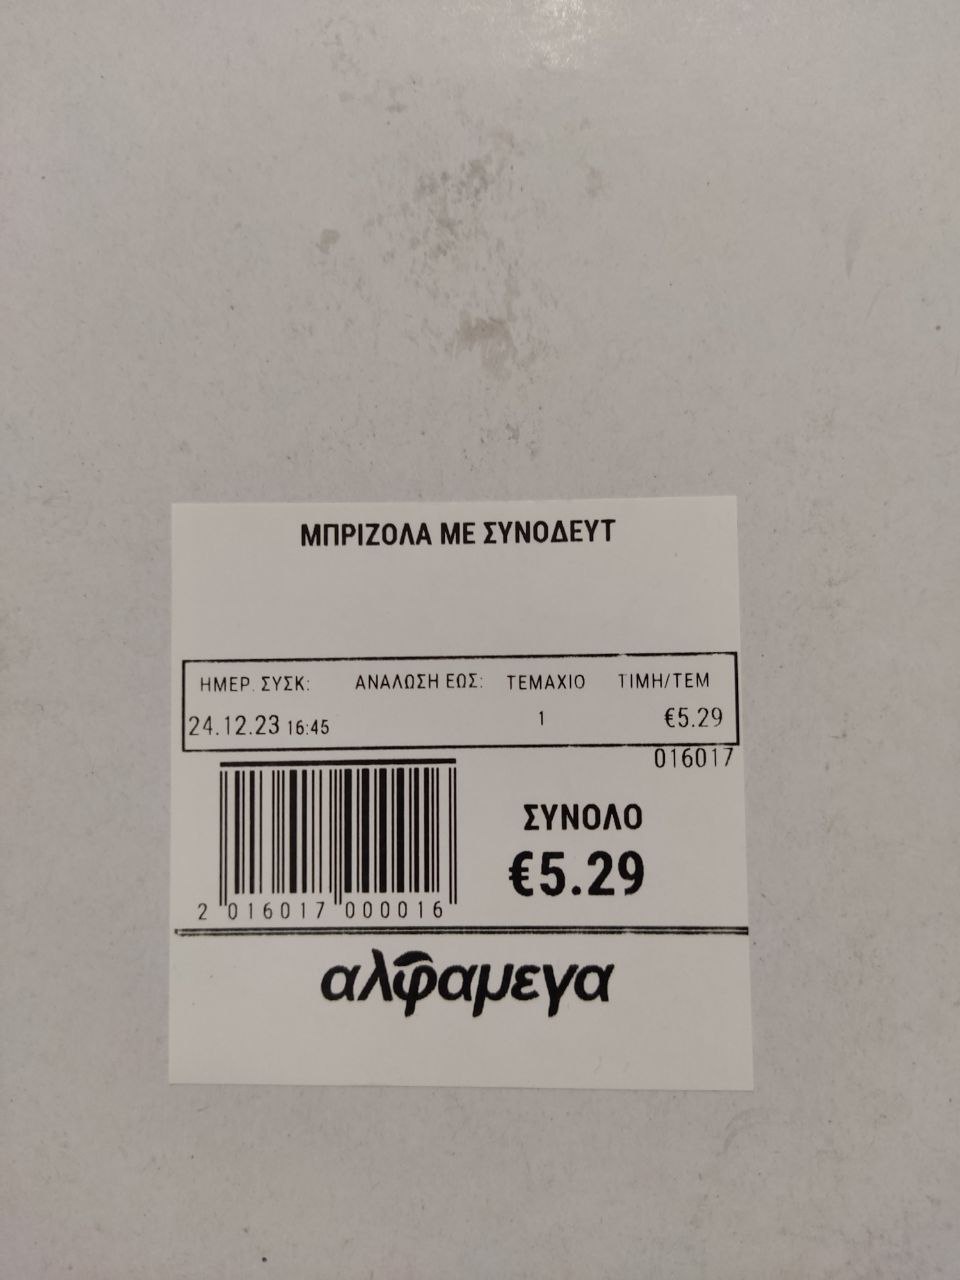 ΜΠΡΙΖΟΛΑ ΜΕ ΣΥΝΟΔΕΥΤ
ΗΜΕΡ. ΣΥΣΚ: ΑΝΑΛΩΣΗ ΕΩΣ: ΤΕΜΑΧΙΟ ΤΙΜΗ/ΤΕΜ
24.12.23 16:45 1 €5.29
016017
ΣΥΝΟΛΟ
€5.29
2 016017 000016
αλφαμεγα